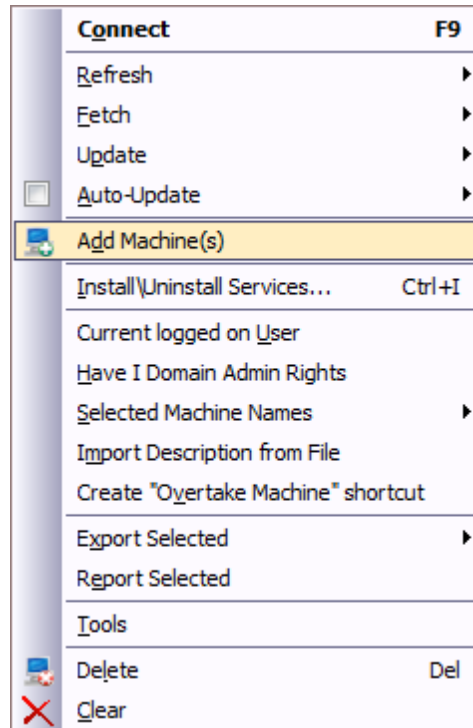 Connect F9
Refresh
Fetch
Update
Auto-Update
Add Machine(s)
Install\Uninstall Services... Ctrl+I
Current logged on User
Have I Domain Admin Rights
Selected Machine Names
Import Description from File
Create "Overtake Machine" shortcut
Export Selected
Report Selected
Tools
Delete Del
Clear